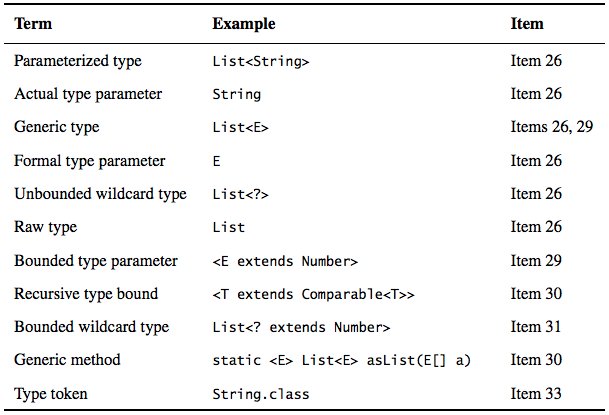 Term Example Item
Parameterized type List<String> Item 26
Actual type parameter String Item 26
Generic type List<E> Items 26, 29
Formal type parameter E Item 26
Unbounded wildcard type List<?> Item 26
Raw type List Item 26
Bounded type parameter <E extends Number> Item 29
Recursive type bound <T extends Comparable<T>> Item 30
Bounded wildcard type List<? extends Number> Item 31
Generic method static <E> List<E> asList(E[] a) Item 30
Type token String.class Item 33